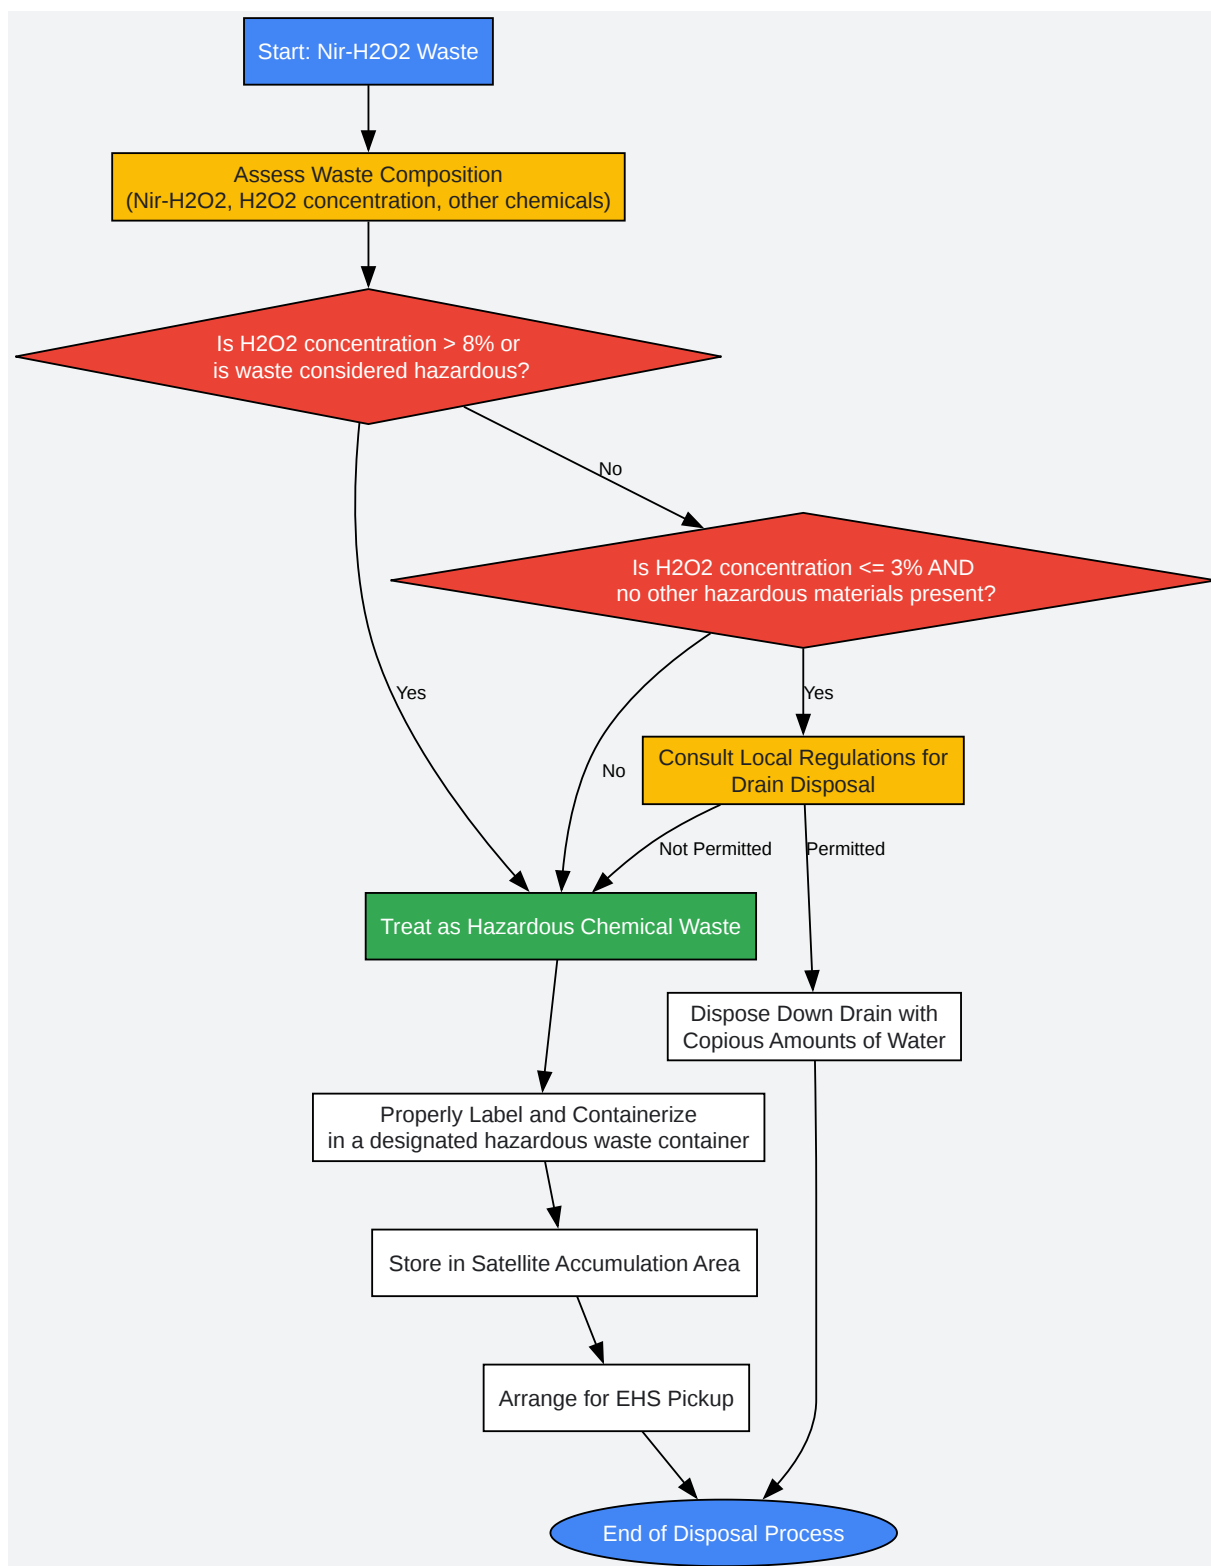 Start: Nir-H2O2 Waste
Assess Waste Composition
(Nir-H2O2, H2O2 concentration, other chemicals)
Is H2O2 concentration > 8% or
is waste considered hazardous?
No
Is H2O2 concentration <= 3% AND
no other hazardous materials present?
Yes
Yes
No
Consult Local Regulations for
Drain Disposal
Not Permitted
Permitted
Treat as Hazardous Chemical Waste
Dispose Down Drain with
Copious Amounts of Water
Properly Label and Containerize
in a designated hazardous waste container
Store in Satellite Accumulation Area
Arrange for EHS Pickup
End of Disposal Process